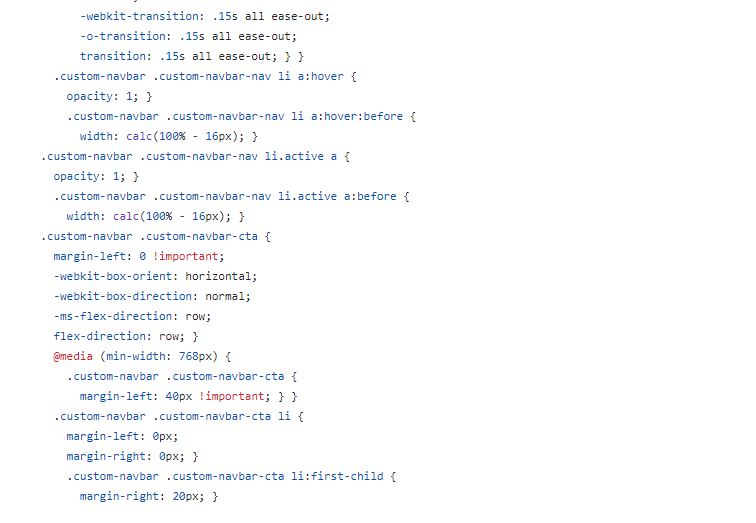 -webkit-transition: .15s all ease-out;
-o-transition: .15s all ease-out;
transition: .15s all ease-out; } }
.custom-navbar .custom-navbar-nav li a:hover {
opacity: 1; }
.custom-navbar .custom-navbar-nav li a:hover:before {
width: calc(100% - 16px); }
.custom-navbar .custom-navbar-nav li.active a {
opacity: 1; }
.custom-navbar .custom-navbar-nav li.active a:before {
width: calc(100% - 16px); }
.custom-navbar .custom-navbar-cta {
margin-left: 0 !important;
-webkit-box-orient: horizontal;
-webkit-box-direction: normal;
-ms-flex-direction: row;
flex-direction: row; }
@media (min-width: 768px) {
.custom-navbar .custom-navbar-cta {
margin-left: 40px !important; } }
.custom-navbar .custom-navbar-cta li {
margin-left: 0px;
margin-right: 0px; }
.custom-navbar .custom-navbar-cta li:first-child {
margin-right: 20px; }